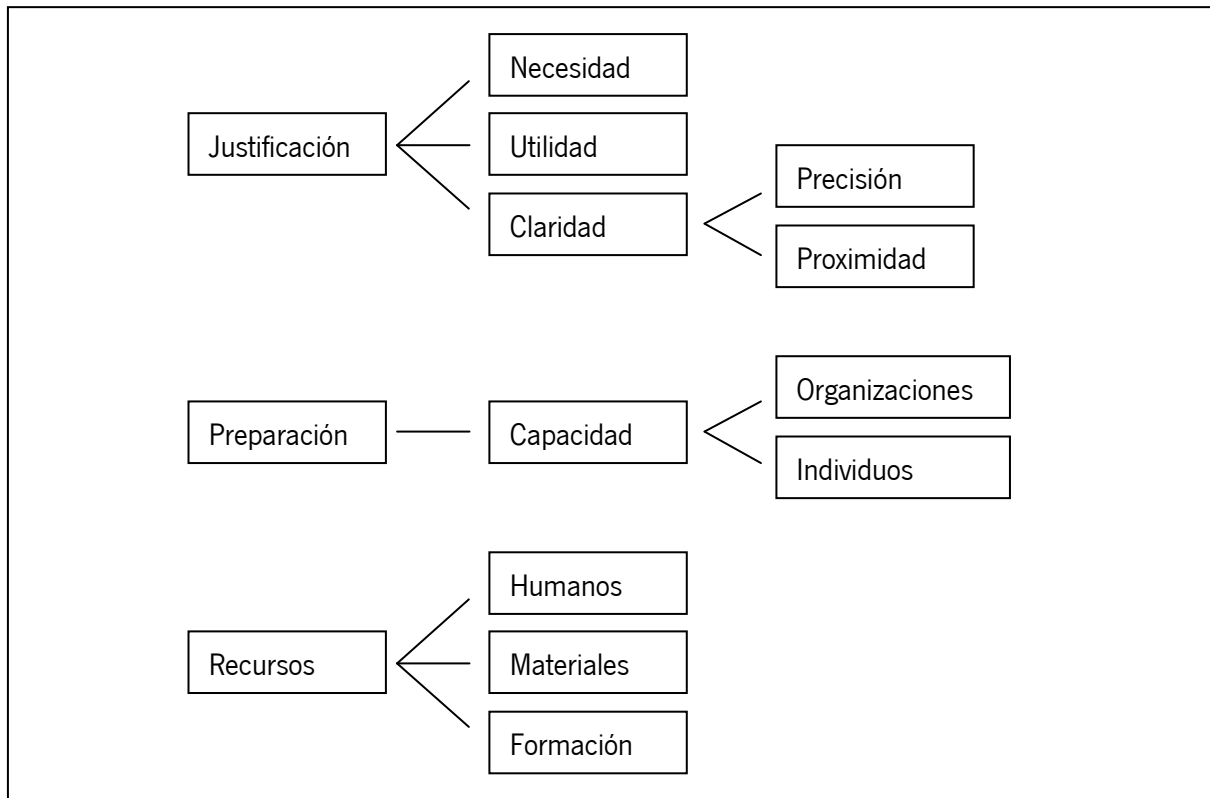 Justificación
Necesidad
Utilidad
Claridad
Precisión
Proximidad
Preparación
Capacidad
Organizaciones
Individuos
Recursos
Humanos
Materiales
Formación